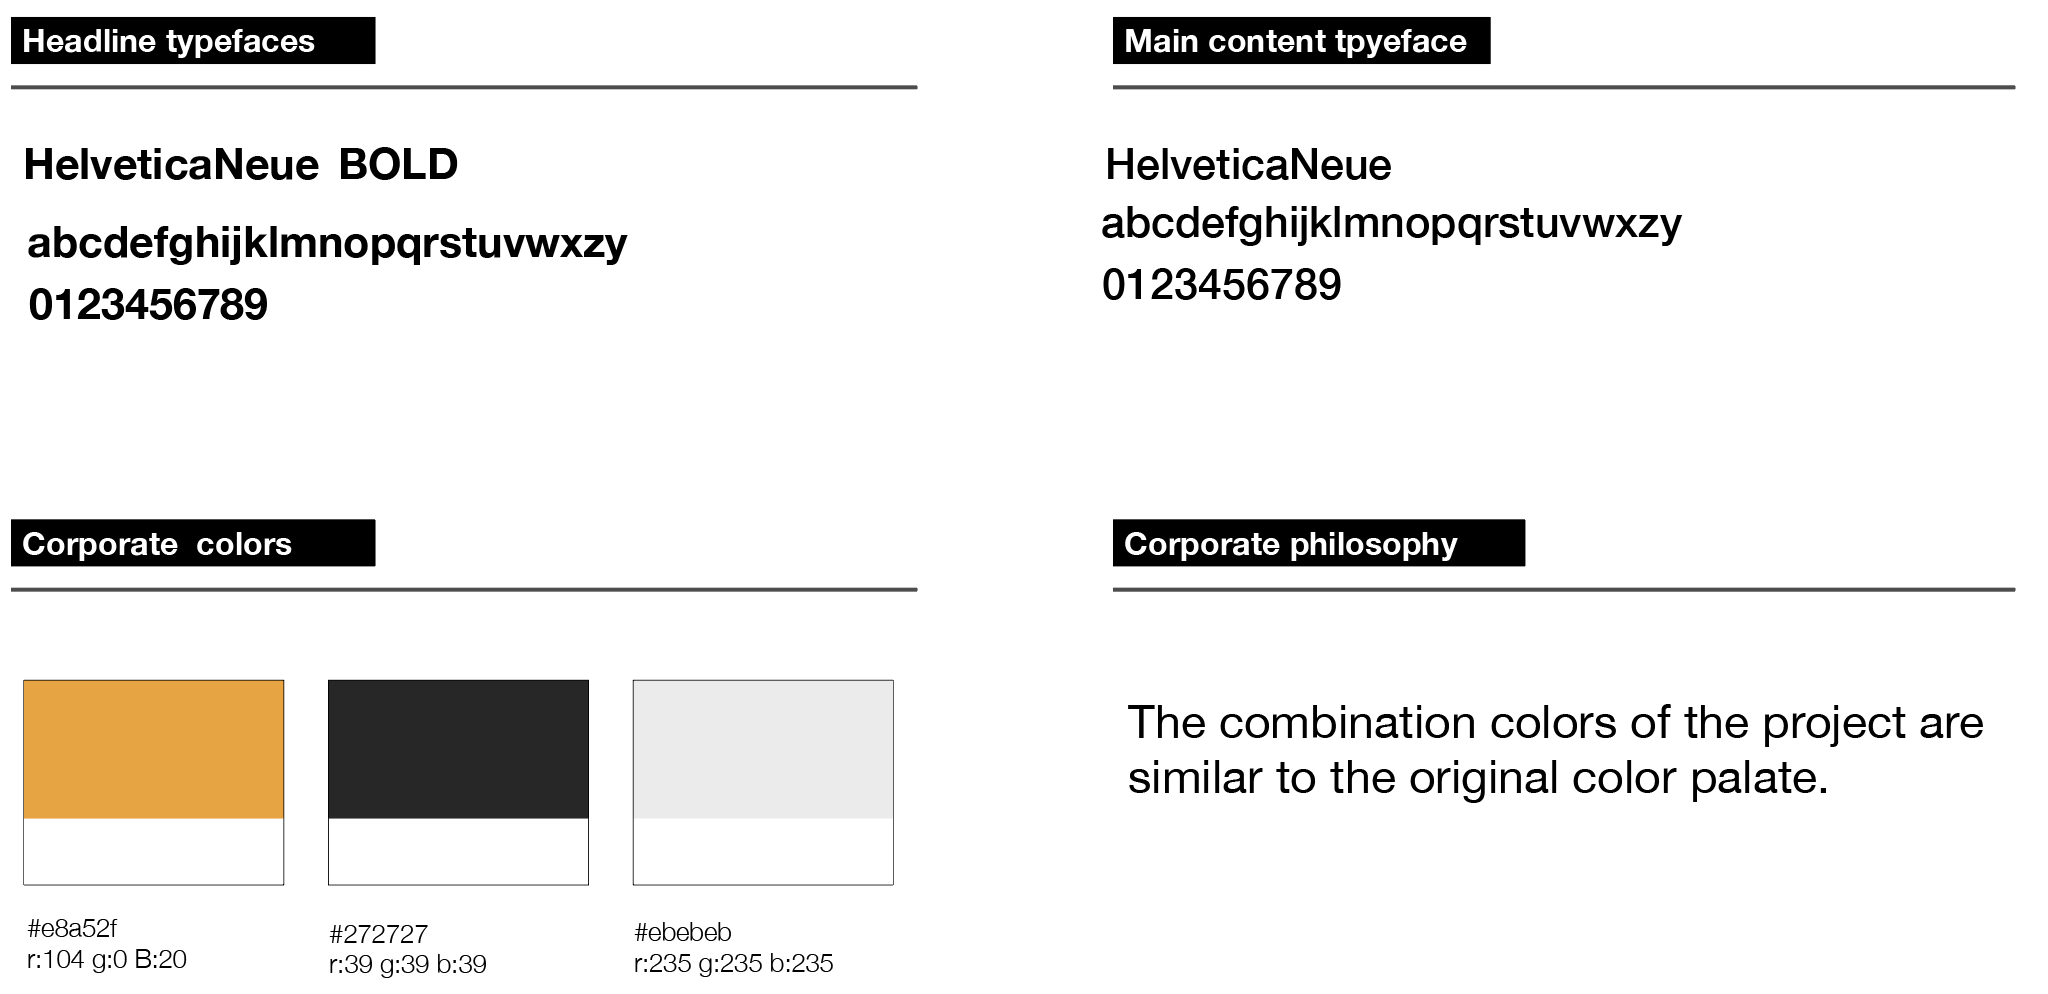 Headline typefaces
HelveticaNeue BOLD
abcdefghijklmnopqrstuvwxzy
0123456789
Main content tpyeface
HelveticaNeue
abcdefghijklmnopqrstuvwxzy
0123456789
Corporate colors
#e8a52f
r:104 g:0 B:20
#272727
r:39 g:39 b:39
#ebebeb
r:235 g:235 b:235
Corporate philosophy
The combination colors of the project are
similar to the original color palate.